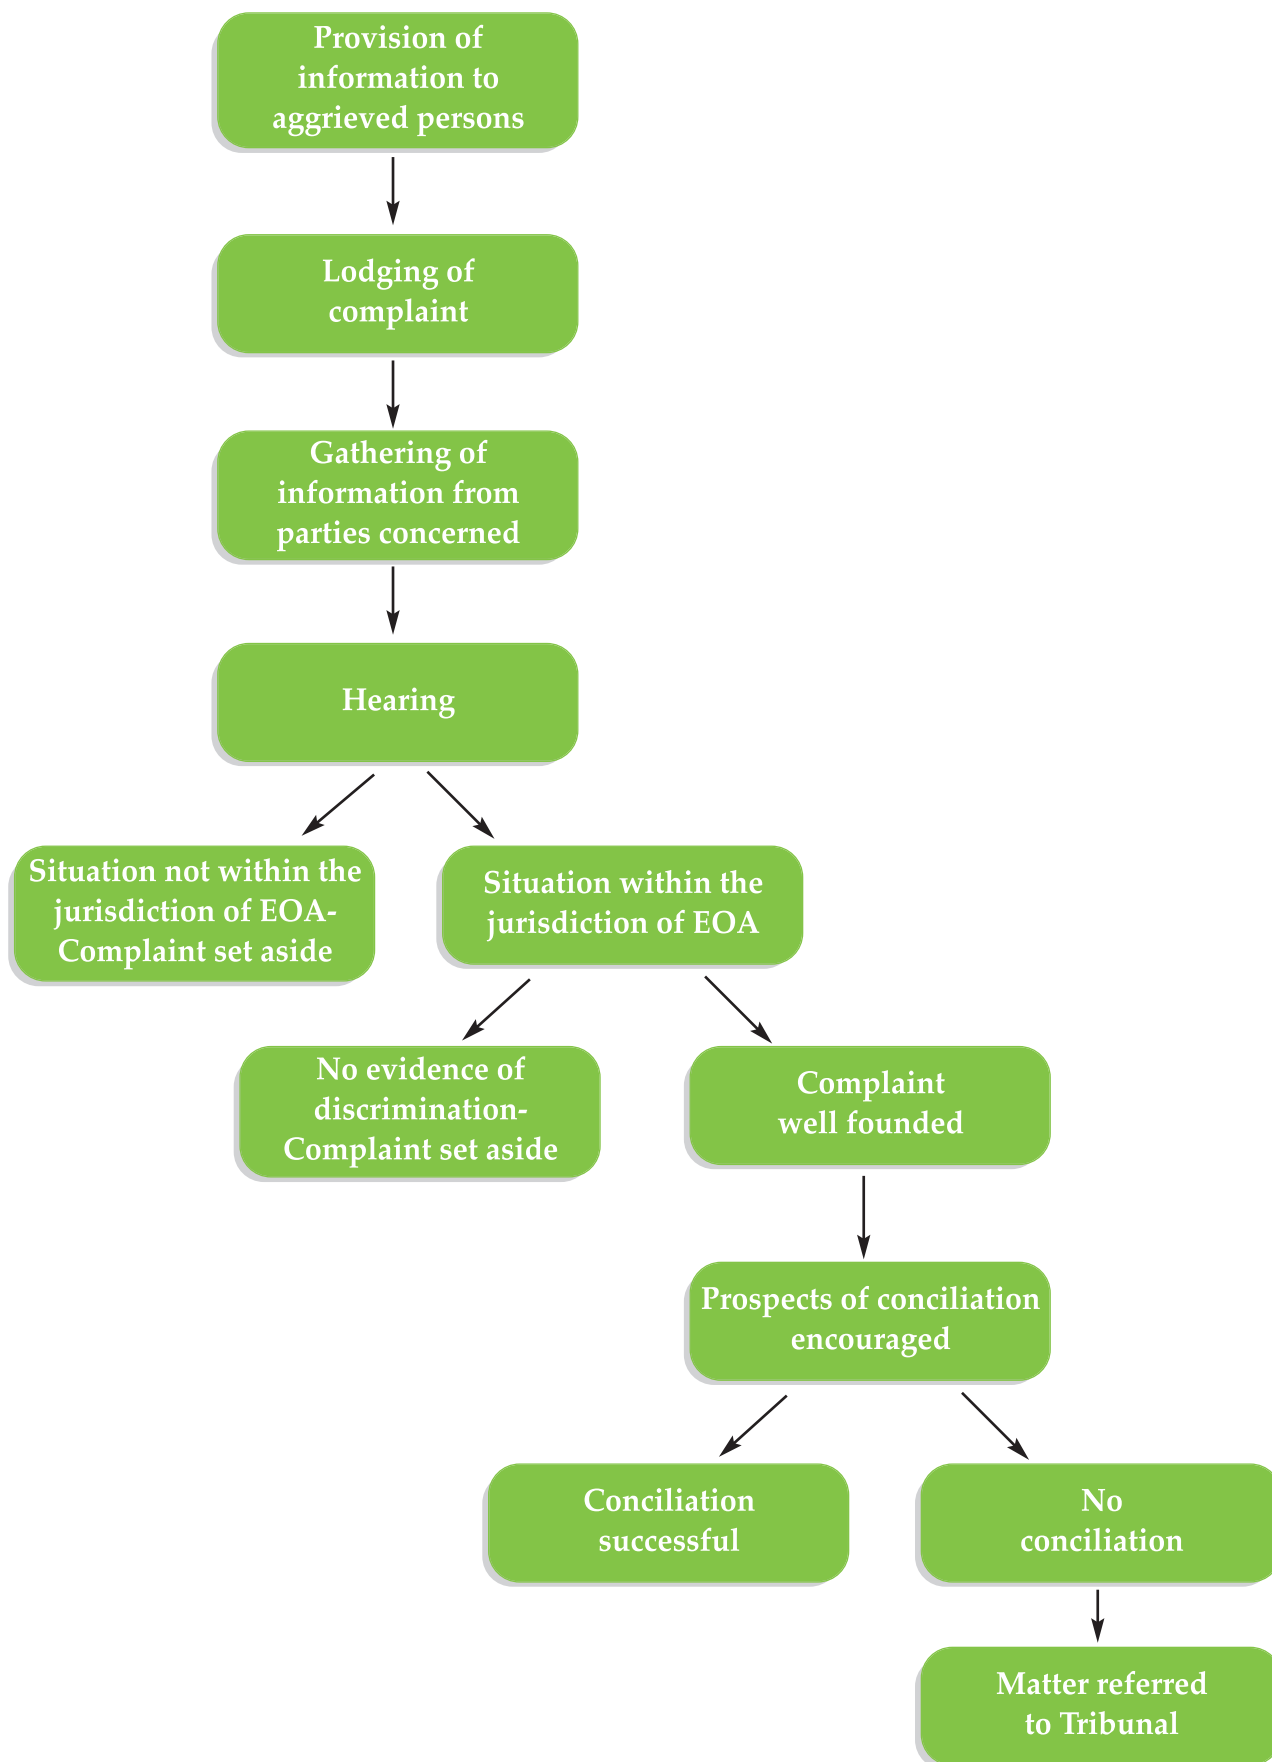 Provision of
information to
aggrieved persons
Lodging of
complaint
Gathering of
information from
parties concerned
Hearing
Situation not within the
jurisdiction of EOA-
Complaint set aside
Situation within the
jurisdiction of EOA
No evidence of
discrimination-
Complaint set aside
Complaint
well founded
Prospects of conciliation
encouraged
Conciliation
successful
No
conciliation
Matter referred
to Tribunal